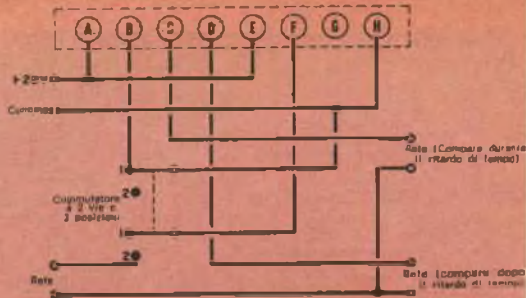 A B C D E F G H
Comune
1
Rete (Compare durante
il ritardo di tempo)
2
Commutatore
a 2 vie e
2 posizioni
1
2
Rete
Rete (compare dopo
il ritardo di tempo)